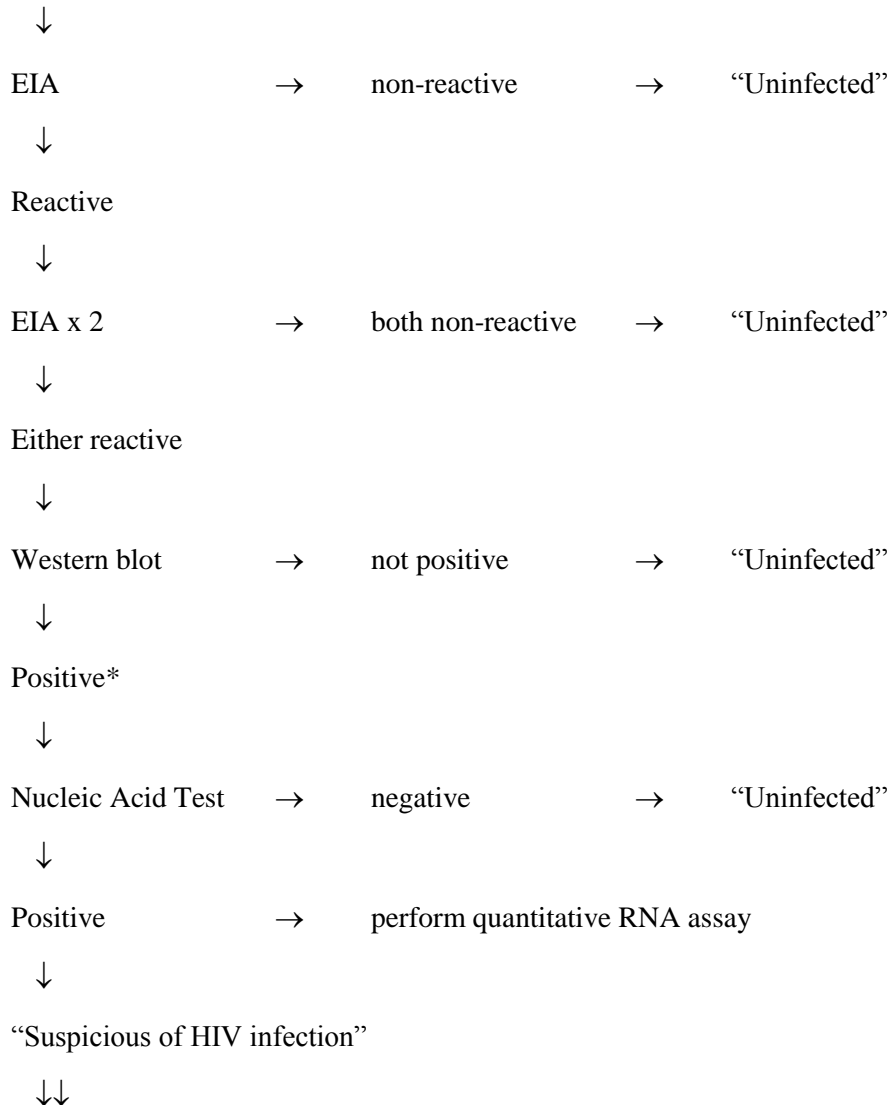 ↓
EIA → non-reactive → “Uninfected”
↓
Reactive
↓
EIA x 2 → both non-reactive → “Uninfected”
↓
Either reactive
↓
Western blot → not positive → “Uninfected”
↓
Positive*
↓
Nucleic Acid Test → negative → “Uninfected”
↓
Positive → perform quantitative RNA assay
↓
“Suspicious of HIV infection”
↓↓